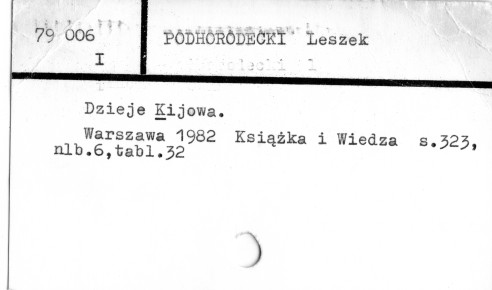 79 006
I
PODHORODECKI Leszek
Dzieje Kijowa.
Warszawa 1982 Książka i Wiedza s.323,
nlb.6,tabl.32